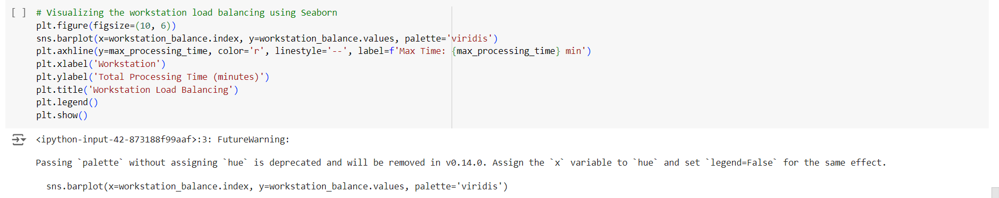 [ ] # Visualizing the workstation load balancing using Seaborn
plt.figure(figsize=(10, 6))
sns.barplot(x=workstation_balance.index, y=workstation_balance.values, palette='viridis')
plt.axhline(y=max_processing_time, color='r', linestyle='--', label=f'Max Time: {max_processing_time} min')
plt.xlabel('Workstation')
plt.ylabel('Total Processing Time (minutes)')
plt.title('Workstation Load Balancing')
plt.legend()
plt.show()
<ipython-input-42-873188f99aaf>:3: FutureWarning:
Passing `palette` without assigning `hue` is deprecated and will be removed in v0.14.0. Assign the `x` variable to `hue` and set `legend=False` for the same effect.
sns.barplot(x=workstation_balance.index, y=workstation_balance.values, palette='viridis')